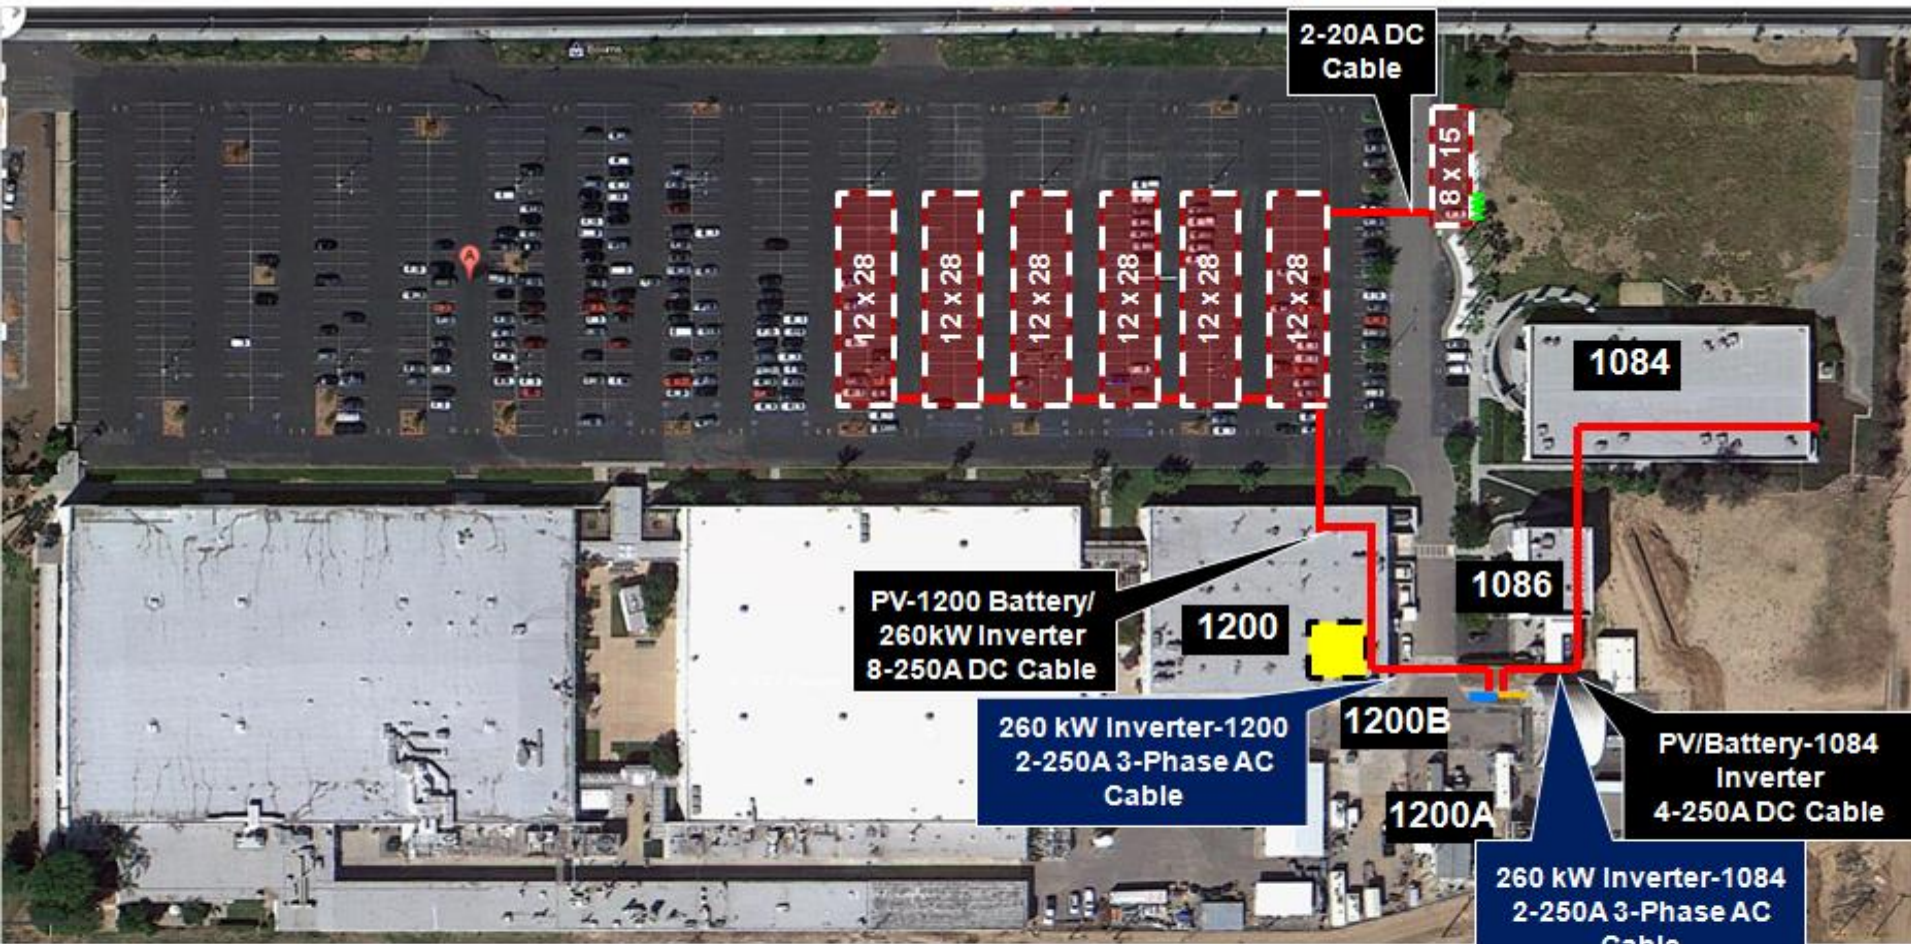 2-20A DC
Cable
8 x 15
12 x 28
12 x 28
12 x 28
12 x 28
12 x 28
12 x 28
A
1084
1086
PV-1200 Battery/
260kW Inverter
8-250A DC Cable
1200
260 kW Inverter-1200
2-250A 3-Phase AC
Cable
1200B
PV/Battery-1084
Inverter
4-250A DC Cable
1200A
260 kW Inverter-1084
2-250A 3-Phase AC
Cable